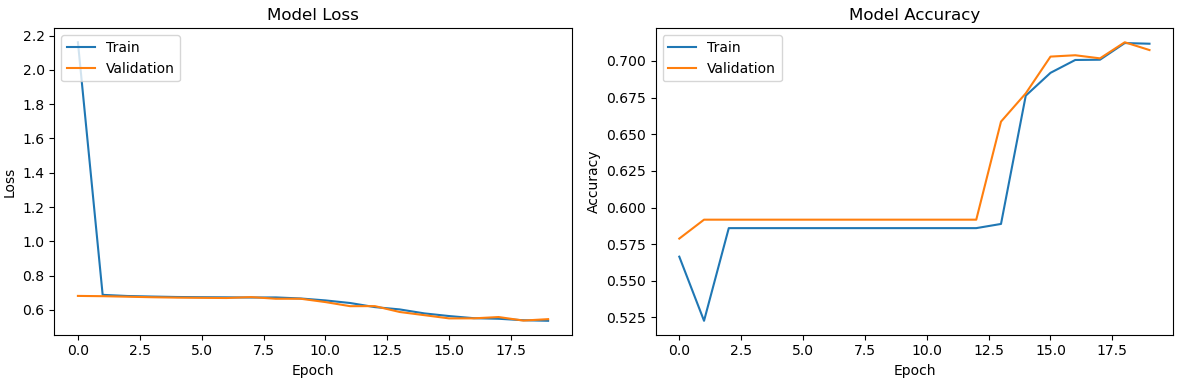 Model Loss
2.2
2.0
1.8
1.6
1.4
1.2
1.0
0.8
0.6
Loss
Train
Validation
0.0 2.5 5.0 7.5 10.0 12.5 15.0 17.5
Epoch
Model Accuracy
0.700
0.675
0.650
0.625
0.600
0.575
0.550
0.525
Accuracy
Train
Validation
0.0 2.5 5.0 7.5 10.0 12.5 15.0 17.5
Epoch